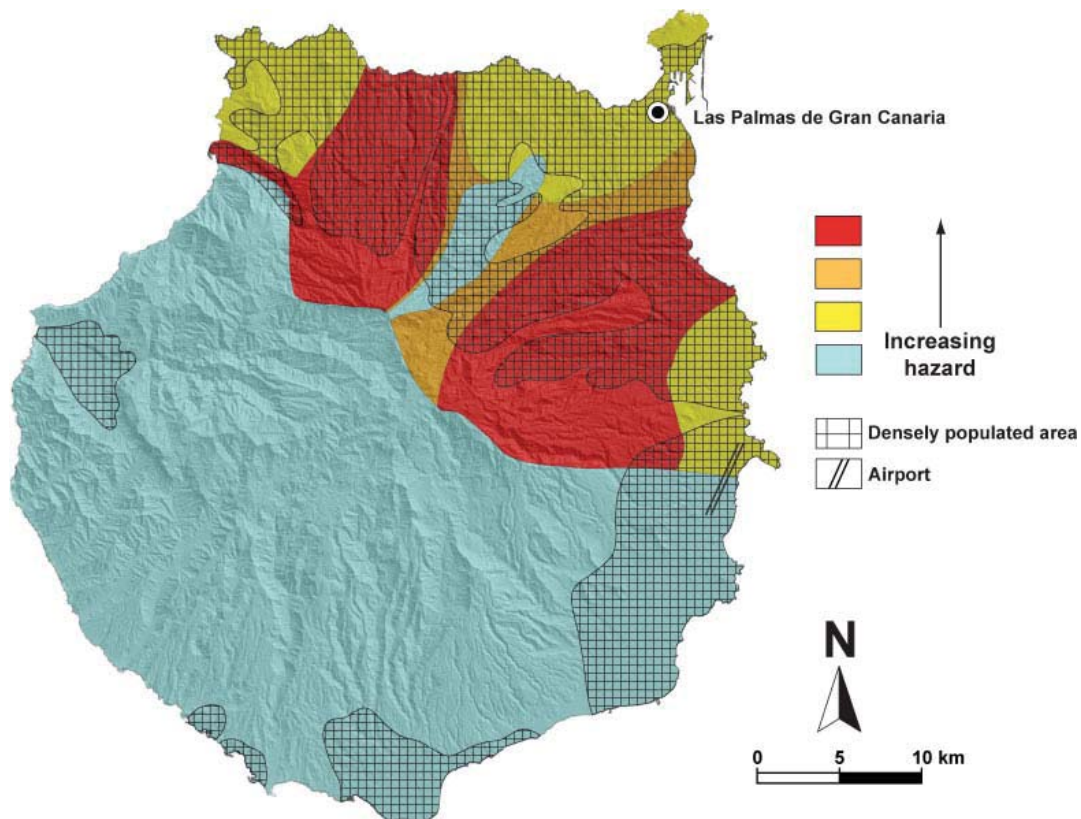 Las Palmas de Gran Canaria
Increasing
hazard
Densely populated area
Airport
N
0 5 10 km